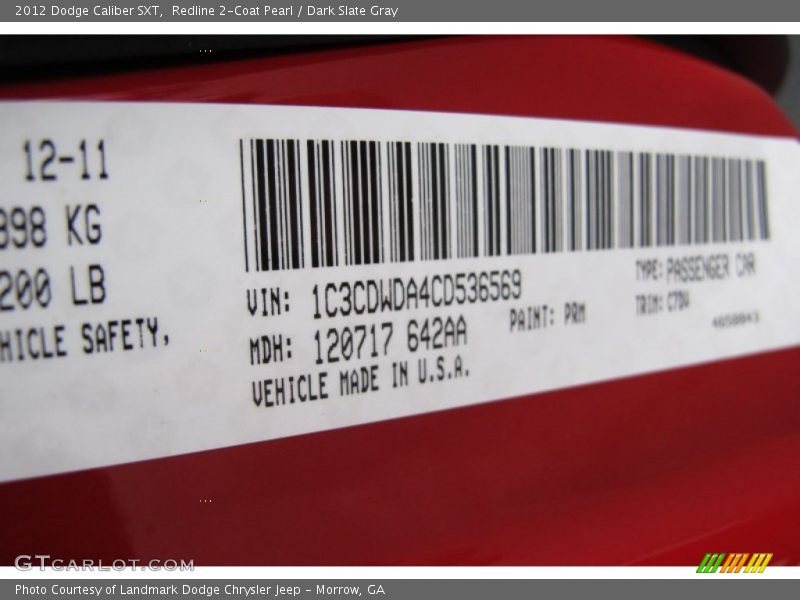 2012 Dodge Caliber SXT, Redline 2-Coat Pearl / Dark Slate Gray
12-11
898 KG
200 LB
HICLE SAFETY,
VIN: 1C3CDWDA4CD536569
MDH: 120717 642AA
VEHICLE MADE IN U.S.A.
PAINT: PRM
TYPE: PASSENGER CAR
TRIM: C7DV
GTcarlot.com
Photo Courtesy of Landmark Dodge Chrysler Jeep - Morrow, GA